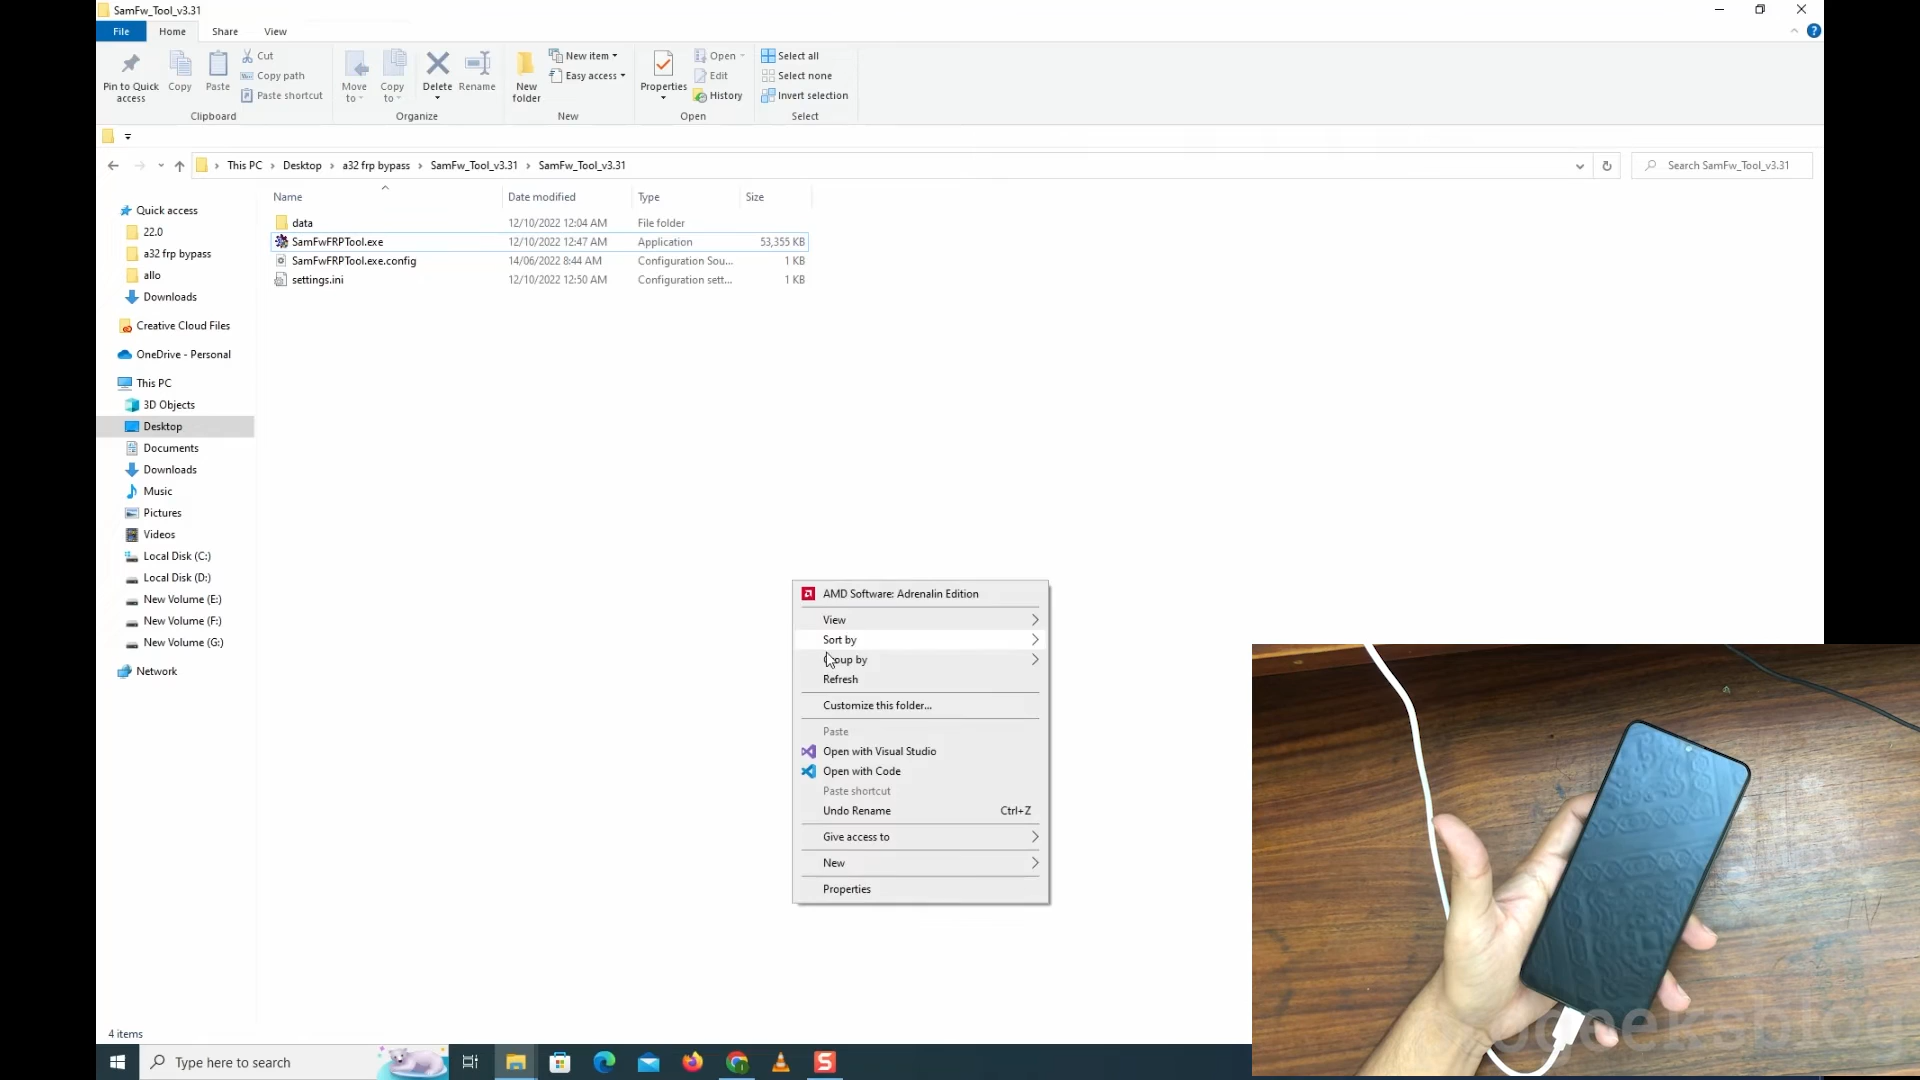 SamFw_Tool_v3.31
File Home Share View
Pin to Quick access
Copy
Paste
Cut
Copy path
Paste shortcut
Clipboard
Move to
Copy to
Delete
Rename
Organize
New folder
New item
Easy access
New
Properties
Open
Edit
History
Open
Select all
Select none
Invert selection
Select
This PC > Desktop > a32 frp bypass > SamFw_Tool_v3.31 > SamFw_Tool_v3.31
Search SamFw_Tool_v3.31
Name Date modified Type Size
data 12/10/2022 12:04 AM File folder
SamFwFRPTool.exe 12/10/2022 12:47 AM Application 53,355 KB
SamFwFRPTool.exe.config 14/06/2022 8:44 AM Configuration Sou... 1 KB
settings.ini 12/10/2022 12:50 AM Configuration sett... 1 KB
Quick access
22.0
a32 frp bypass
allo
Downloads
Creative Cloud Files
OneDrive - Personal
This PC
3D Objects
Desktop
Documents
Downloads
Music
Pictures
Videos
Local Disk (C:)
Local Disk (D:)
New Volume (E:)
New Volume (F:)
New Volume (G:)
Network
AMD Software: Adrenalin Edition
View
Sort by
Refresh
Customize this folder...
Paste
Open with Visual Studio
Open with Code
Paste shortcut
Undo Rename Ctrl+Z
Give access to
New
Properties
4 items
Type here to search